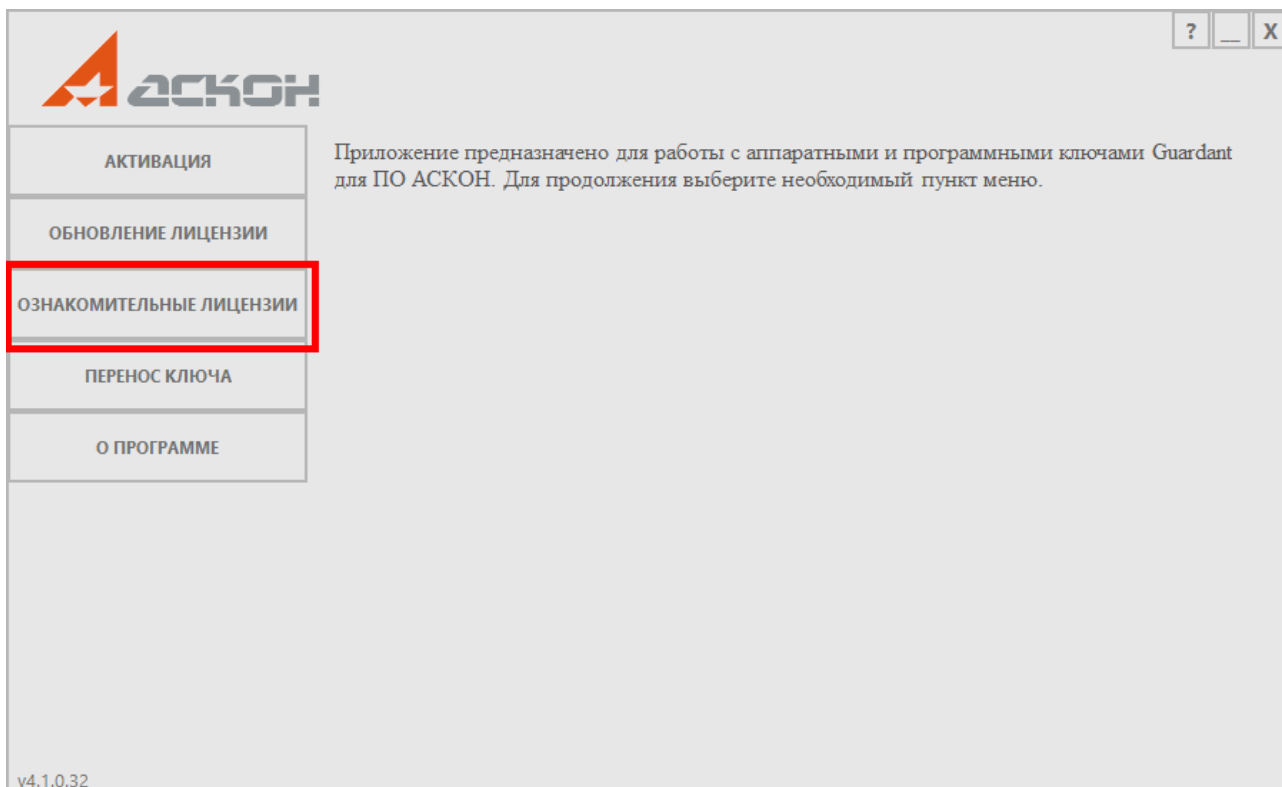 ? _ X
АСКОН
АКТИВАЦИЯ
Приложение предназначено для работы с аппаратными и программными ключами Guardant
для ПО АСКОН. Для продолжения выберите необходимый пункт меню.
ОБНОВЛЕНИЕ ЛИЦЕНЗИИ
ОЗНАКОМИТЕЛЬНЫЕ ЛИЦЕНЗИИ
ПЕРЕНОС КЛЮЧА
О ПРОГРАММЕ
v4.1.0.32